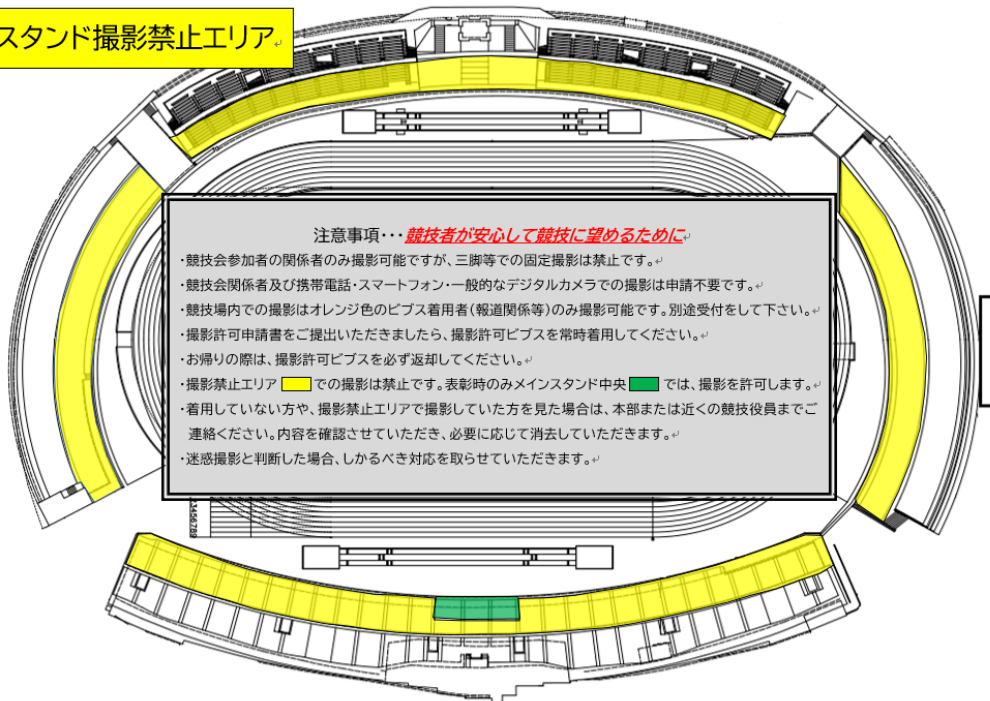 スタンド撮影禁止エリア
注意事項・・・競技者が安心して競技に望めるために
・競技会参加者の関係者のみ撮影可能ですが、三脚等での固定撮影は禁止です。
・競技会関係者及び携帯電話・スマートフォン・一般的なデジタルカメラでの撮影は申請不要です。
・競技場内での撮影はオレンジ色のビブス着用者(報道関係等)のみ撮影可能です。別途受付をして下さい。
・撮影許可申請書をご提出いただきましたら、撮影許可ビブスを常時着用してください。
・お帰りの際は、撮影許可ビブスを必ず返却してください。
・撮影禁止エリア での撮影は禁止です。表彰時のみメインスタンド中央 では、撮影を許可します。
・着用していない方や、撮影禁止エリアで撮影していた方を見た場合は、本部または近くの競技役員までご
連絡ください。内容を確認させていただき、必要に応じて消去していただきます。
・迷惑撮影と判断した場合、しかるべき対応を取らせていただきます。